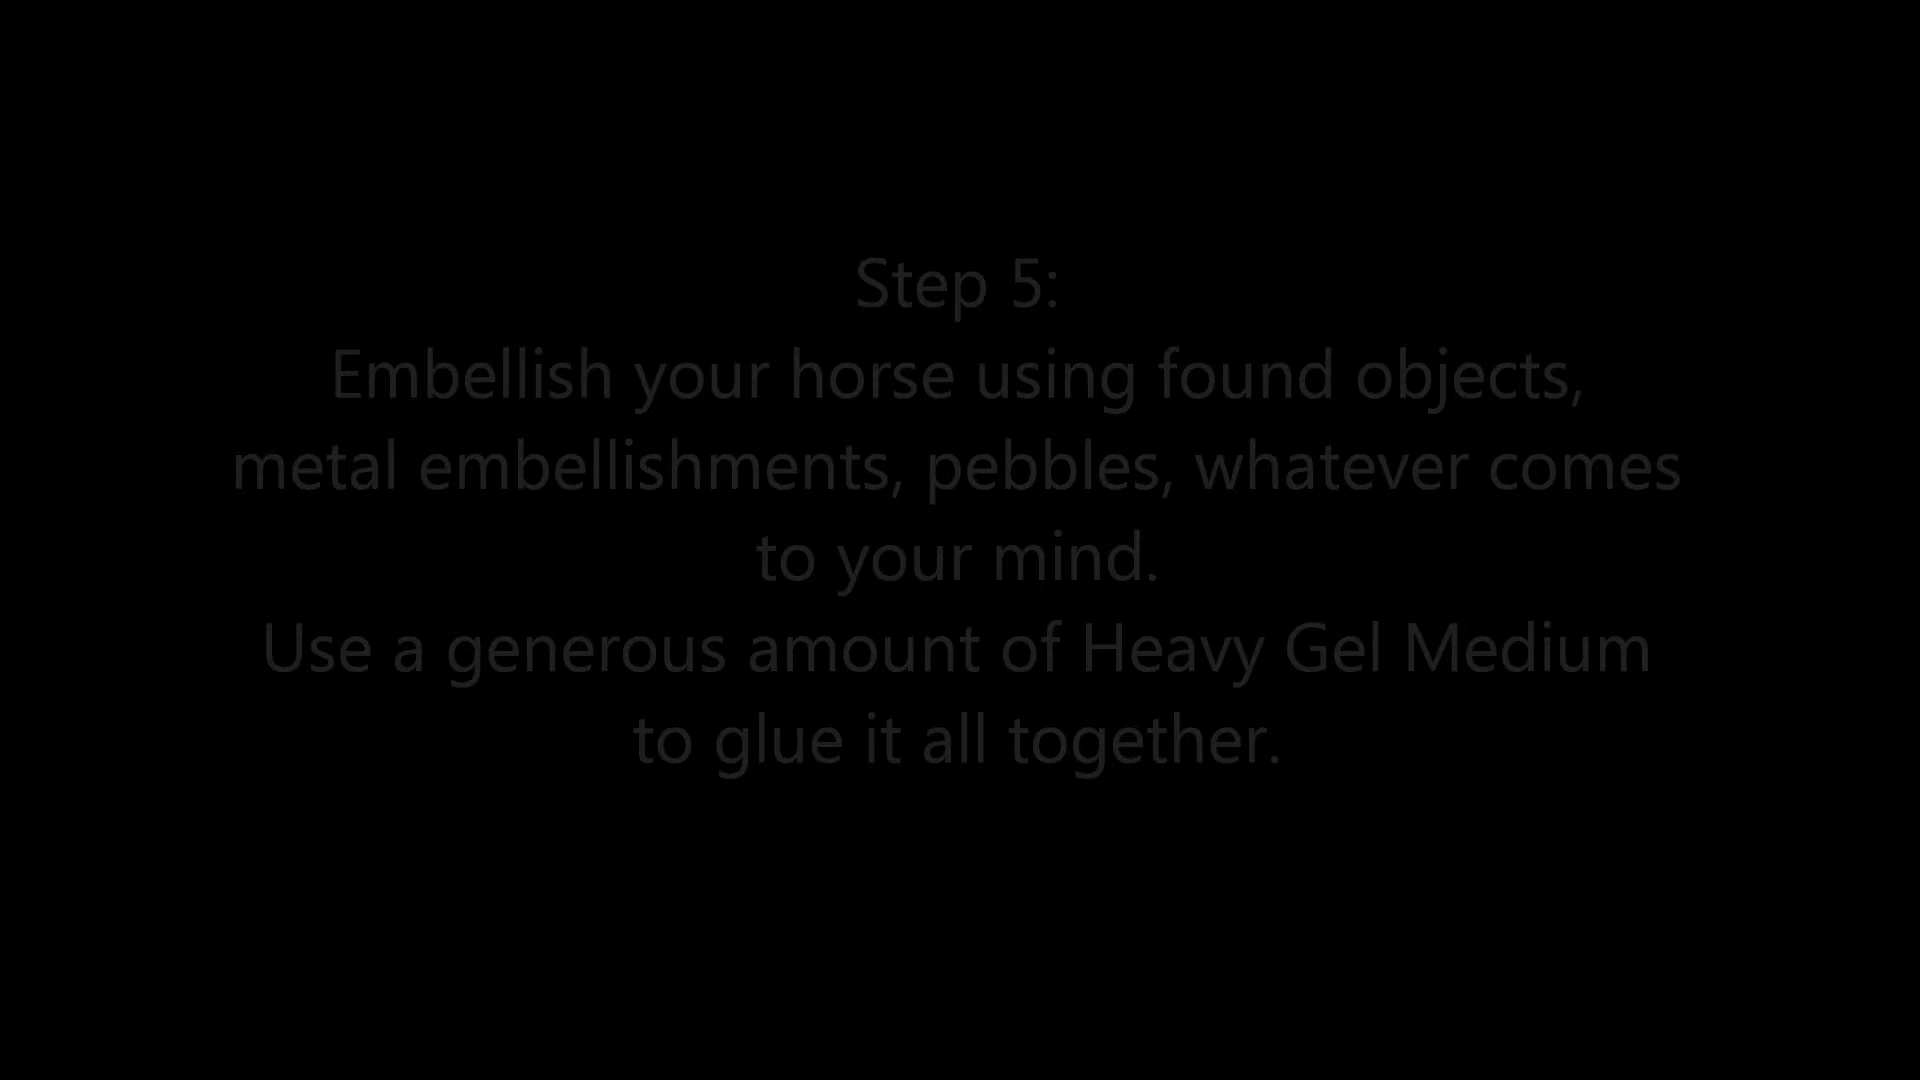 Step 5:
Embellish your horse using found objects,
metal embellishments, pebbles, whatever comes
to your mind.
Use a generous amount of Heavy Gel Medium
to glue it all together.